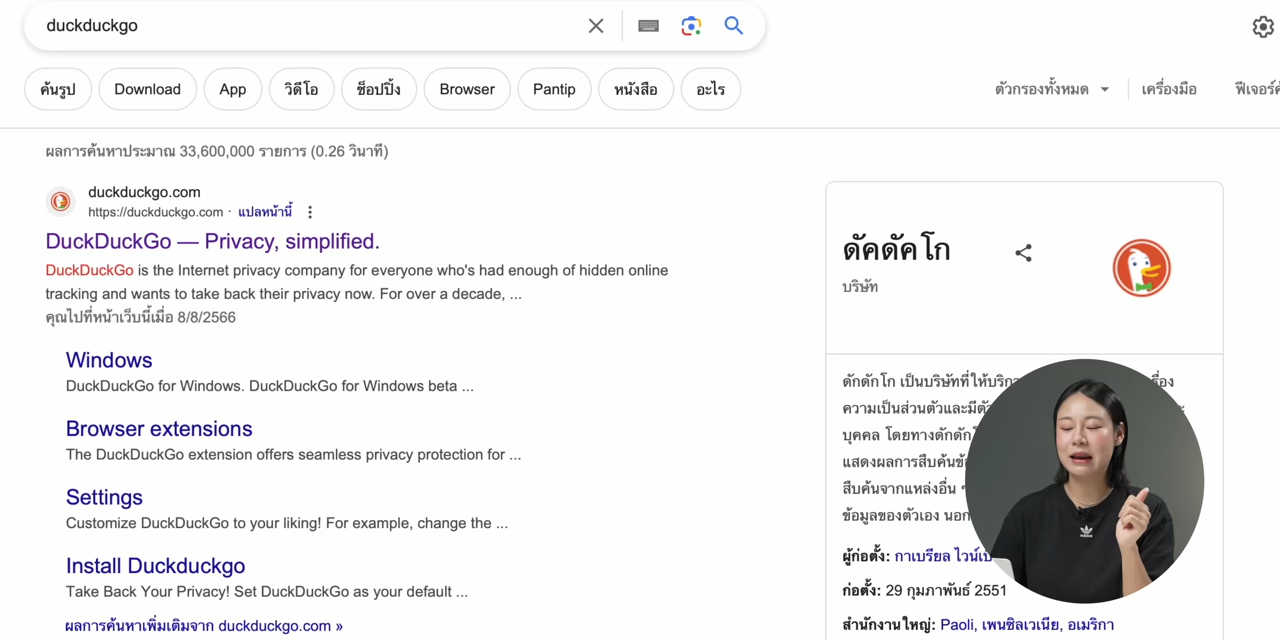 duckduckgo
ค้นรูป
Download
App
วิดีโอ
ช็อปปิ้ง
Browser
Pantip
หนังสือ
อะไร
ตัวกรองทั้งหมด
เครื่องมือ
ผลการค้นหาประมาณ 33,600,000 รายการ (0.26 วินาที)
duckduckgo.com
https://duckduckgo.com · แปลหน้านี้
DuckDuckGo — Privacy, simplified.
DuckDuckGo is the Internet privacy company for everyone who's had enough of hidden online
tracking and wants to take back their privacy now. For over a decade, ...
คุณไปที่หน้าเว็บนี้เมื่อ 8/8/2566
Windows
DuckDuckGo for Windows. DuckDuckGo for Windows beta ...
Browser extensions
The DuckDuckGo extension offers seamless privacy protection for ...
Settings
Customize DuckDuckGo to your liking! For example, change the ...
Install Duckduckgo
Take Back Your Privacy! Set DuckDuckGo as your default ...
ผลการค้นหาเพิ่มเติมจาก duckduckgo.com »
ดัคดัคโก
บริษัท
ดักดักโก เป็นบริษัทที่ให้บริการ
ความเป็นส่วนตัวและมีตัว
บุคคล โดยทางดักดัก
แสดงผลการสืบค้นข้อ
สืบค้นจากแหล่งอื่น ๆ
ข้อมูลของตัวเอง นอก
ผู้ก่อตั้ง: กาเบรียล ไวน์เบ
ก่อตั้ง: 29 กุมภาพันธ์ 2551
สำนักงานใหญ่: Paoli, เพนซิลเวเนีย, อเมริกา